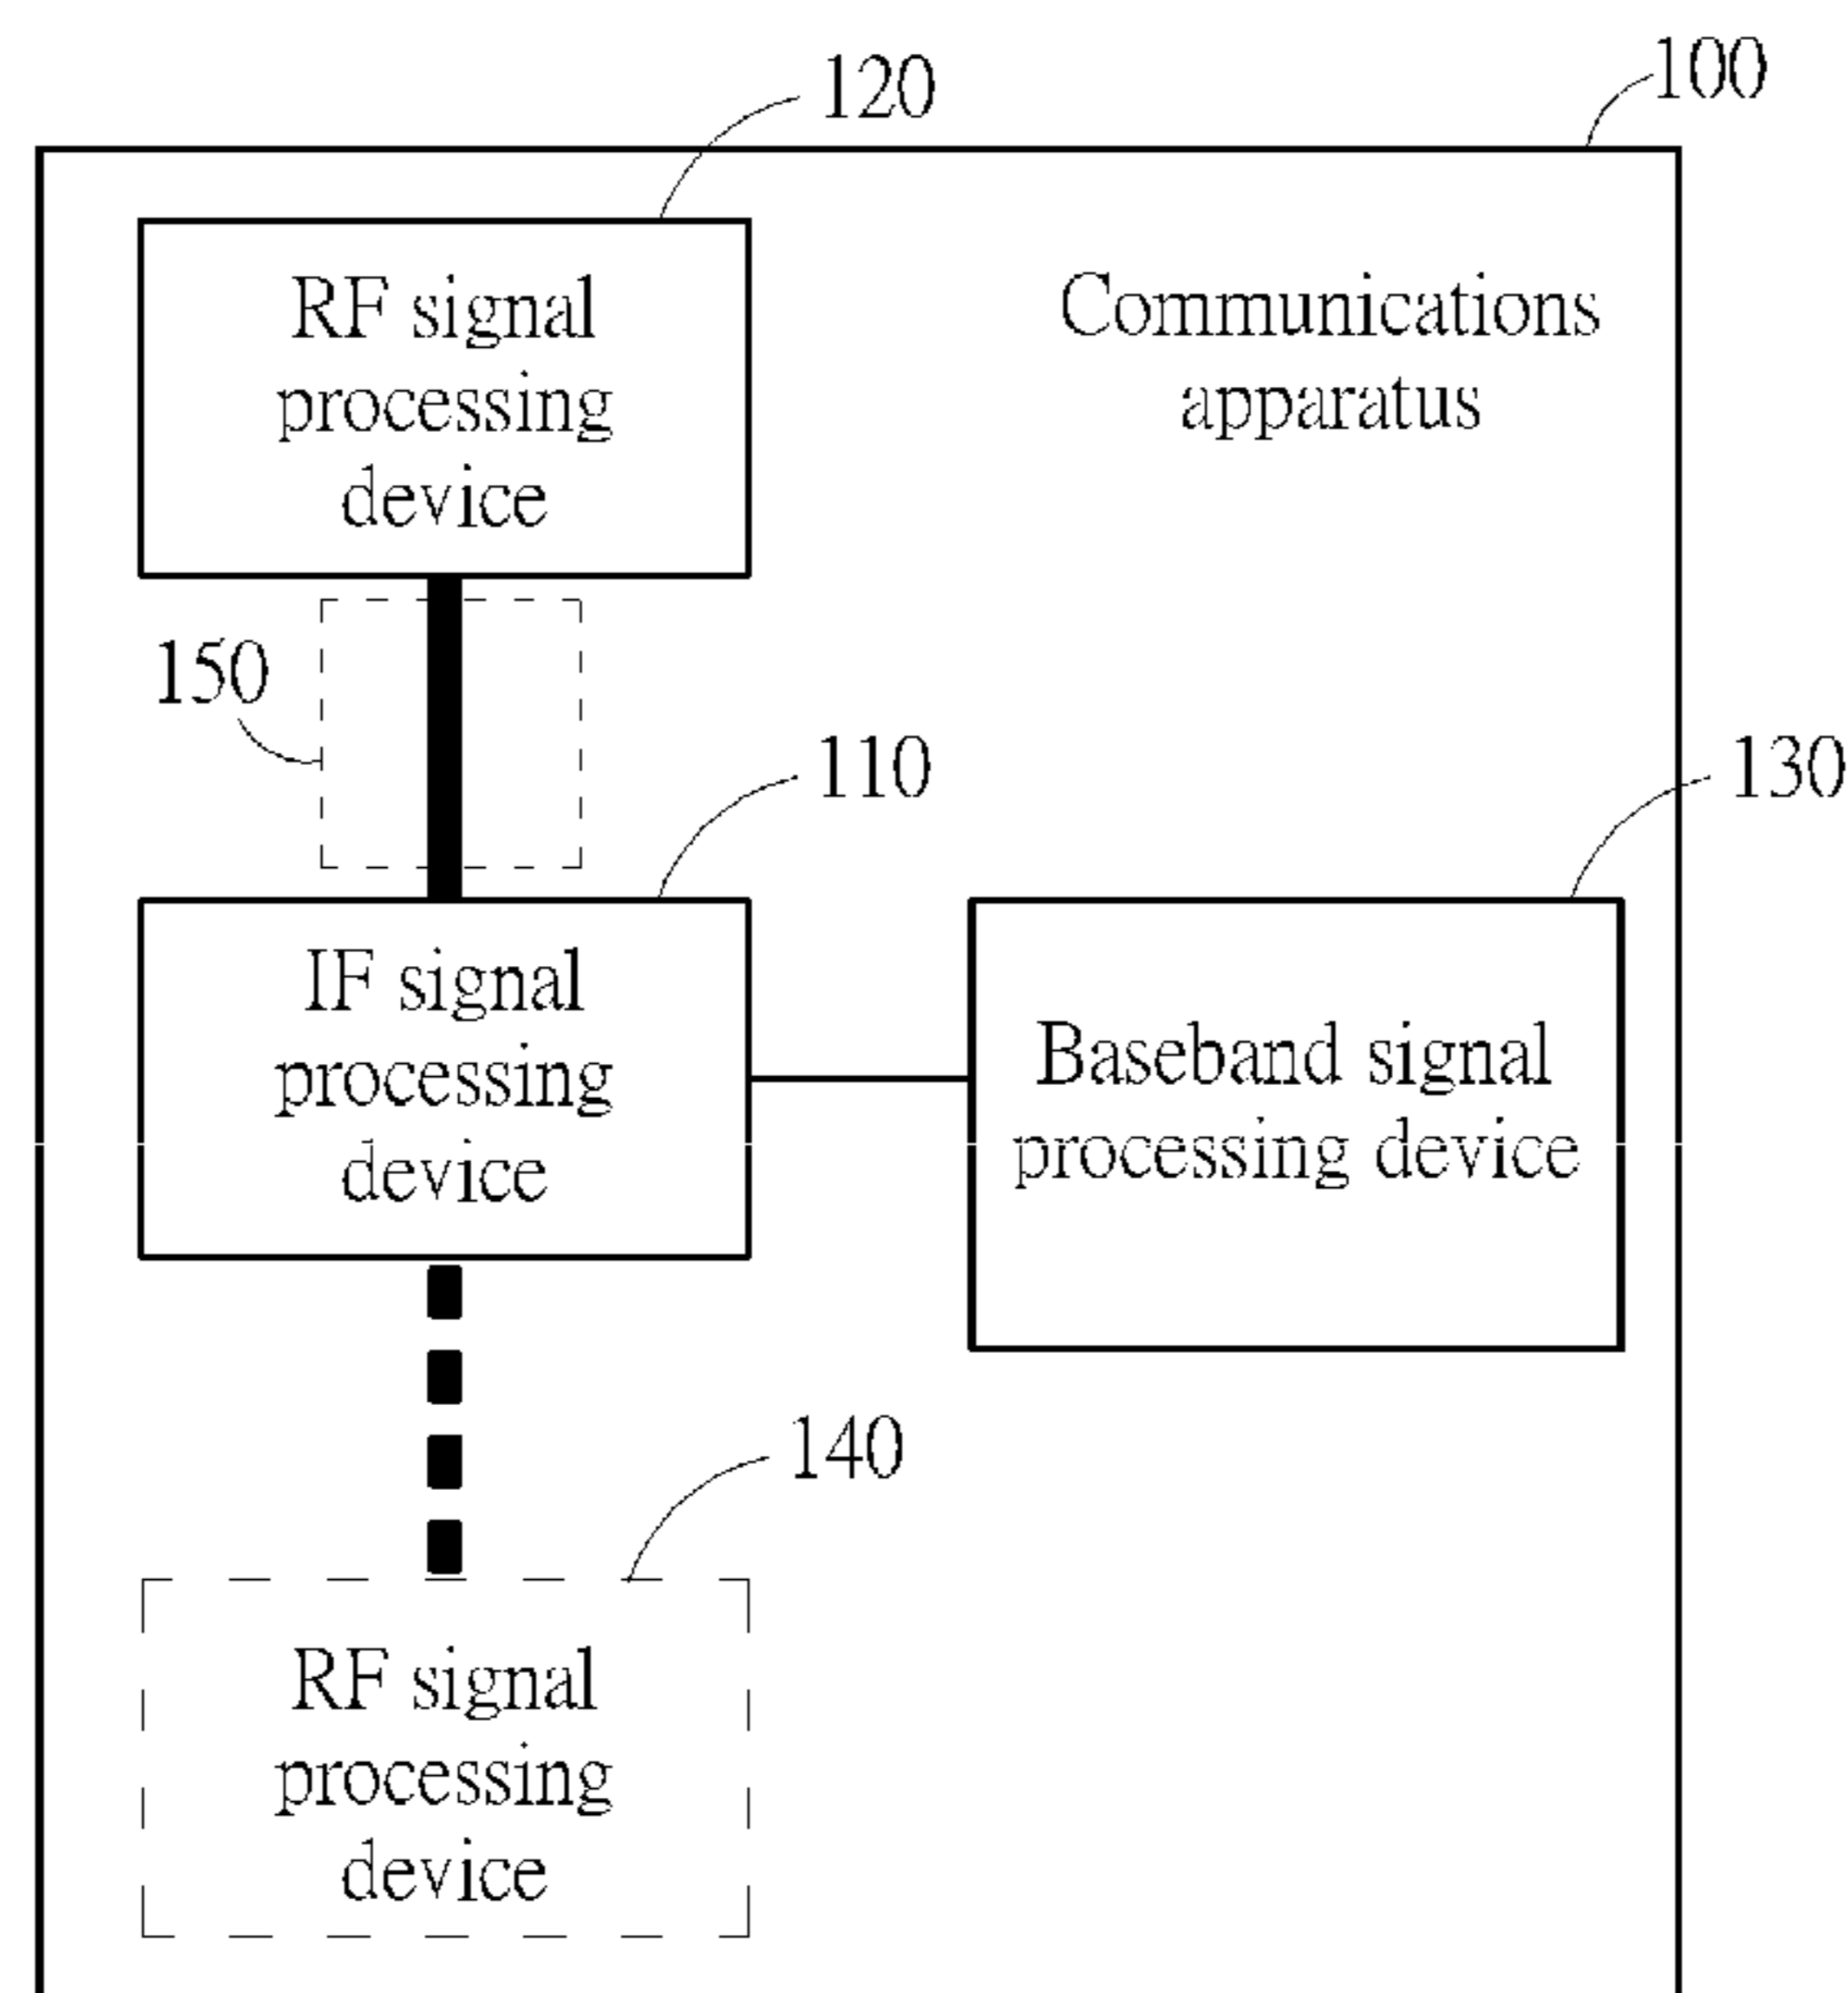 120
100
RF signal
processing
device
Communications
apparatus
150
110
130
IF signal
processing
device
Baseband signal
processing device
140
RF signal
processing
device